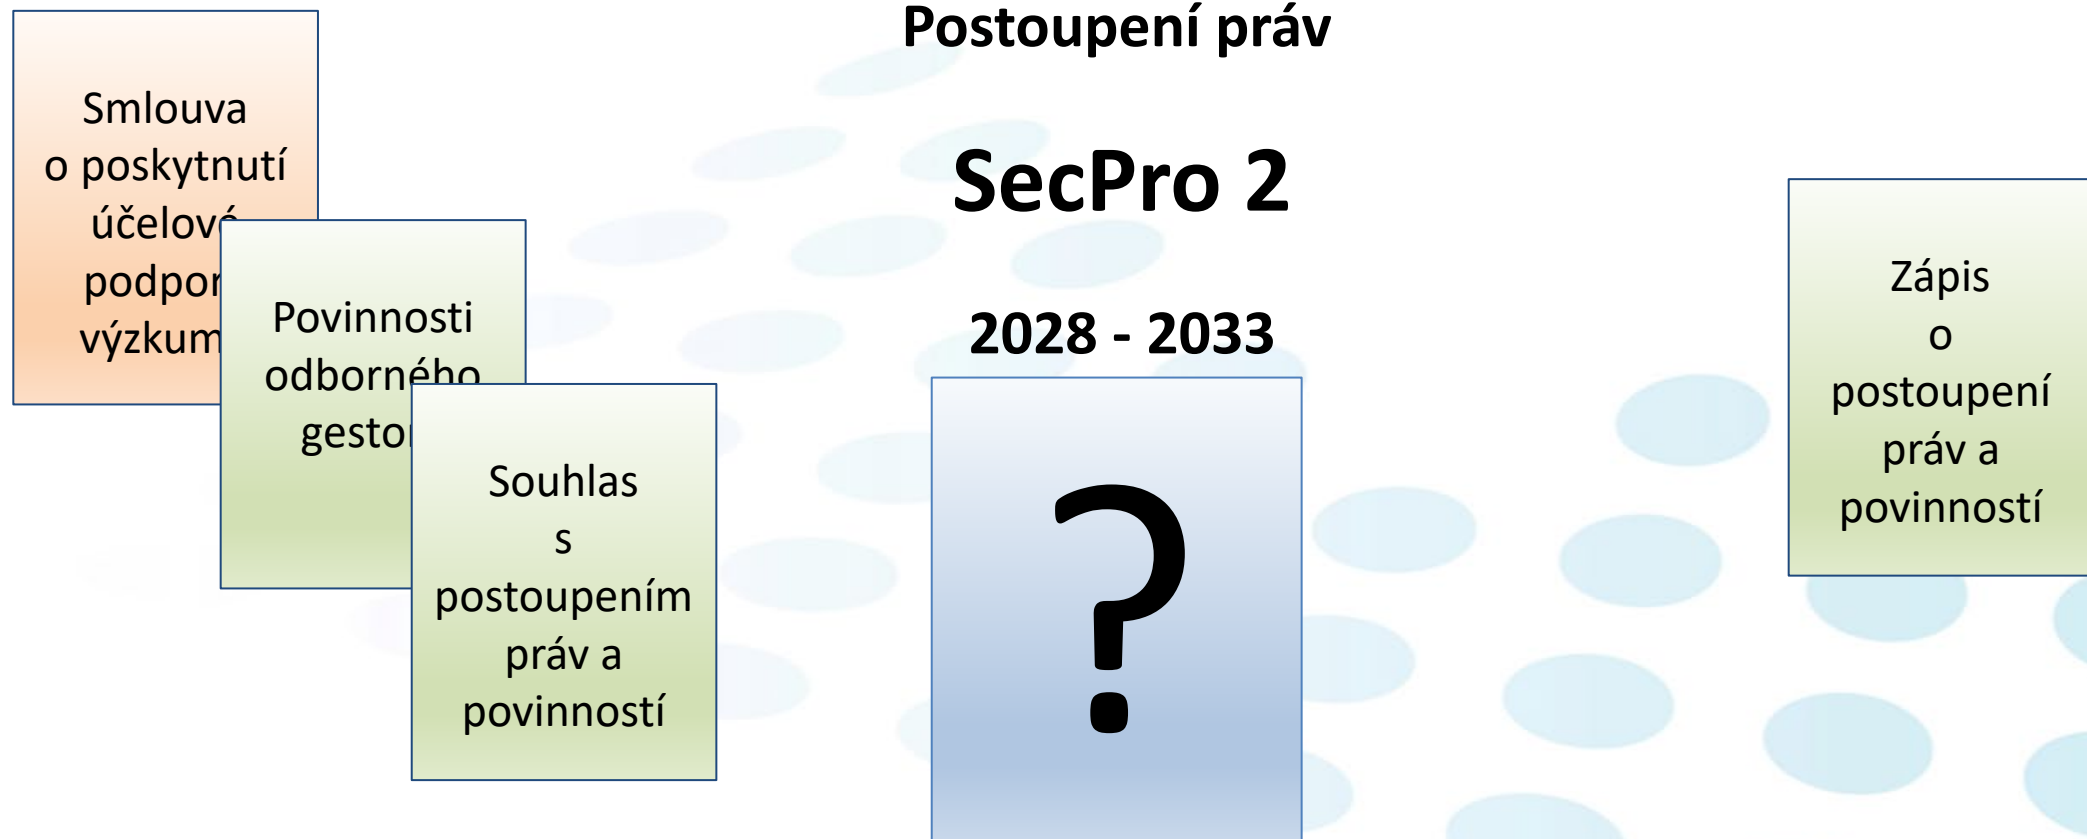 Postoupení práv
SecPro 2
2028 - 2033
?
Smlouva
o poskytnutí
účelov
podpor
výzkum
Povinnosti
odborného
gesto
Souhlas
s
postoupením
práv a
povinností
Zápis
o
postoupení
práv a
povinností